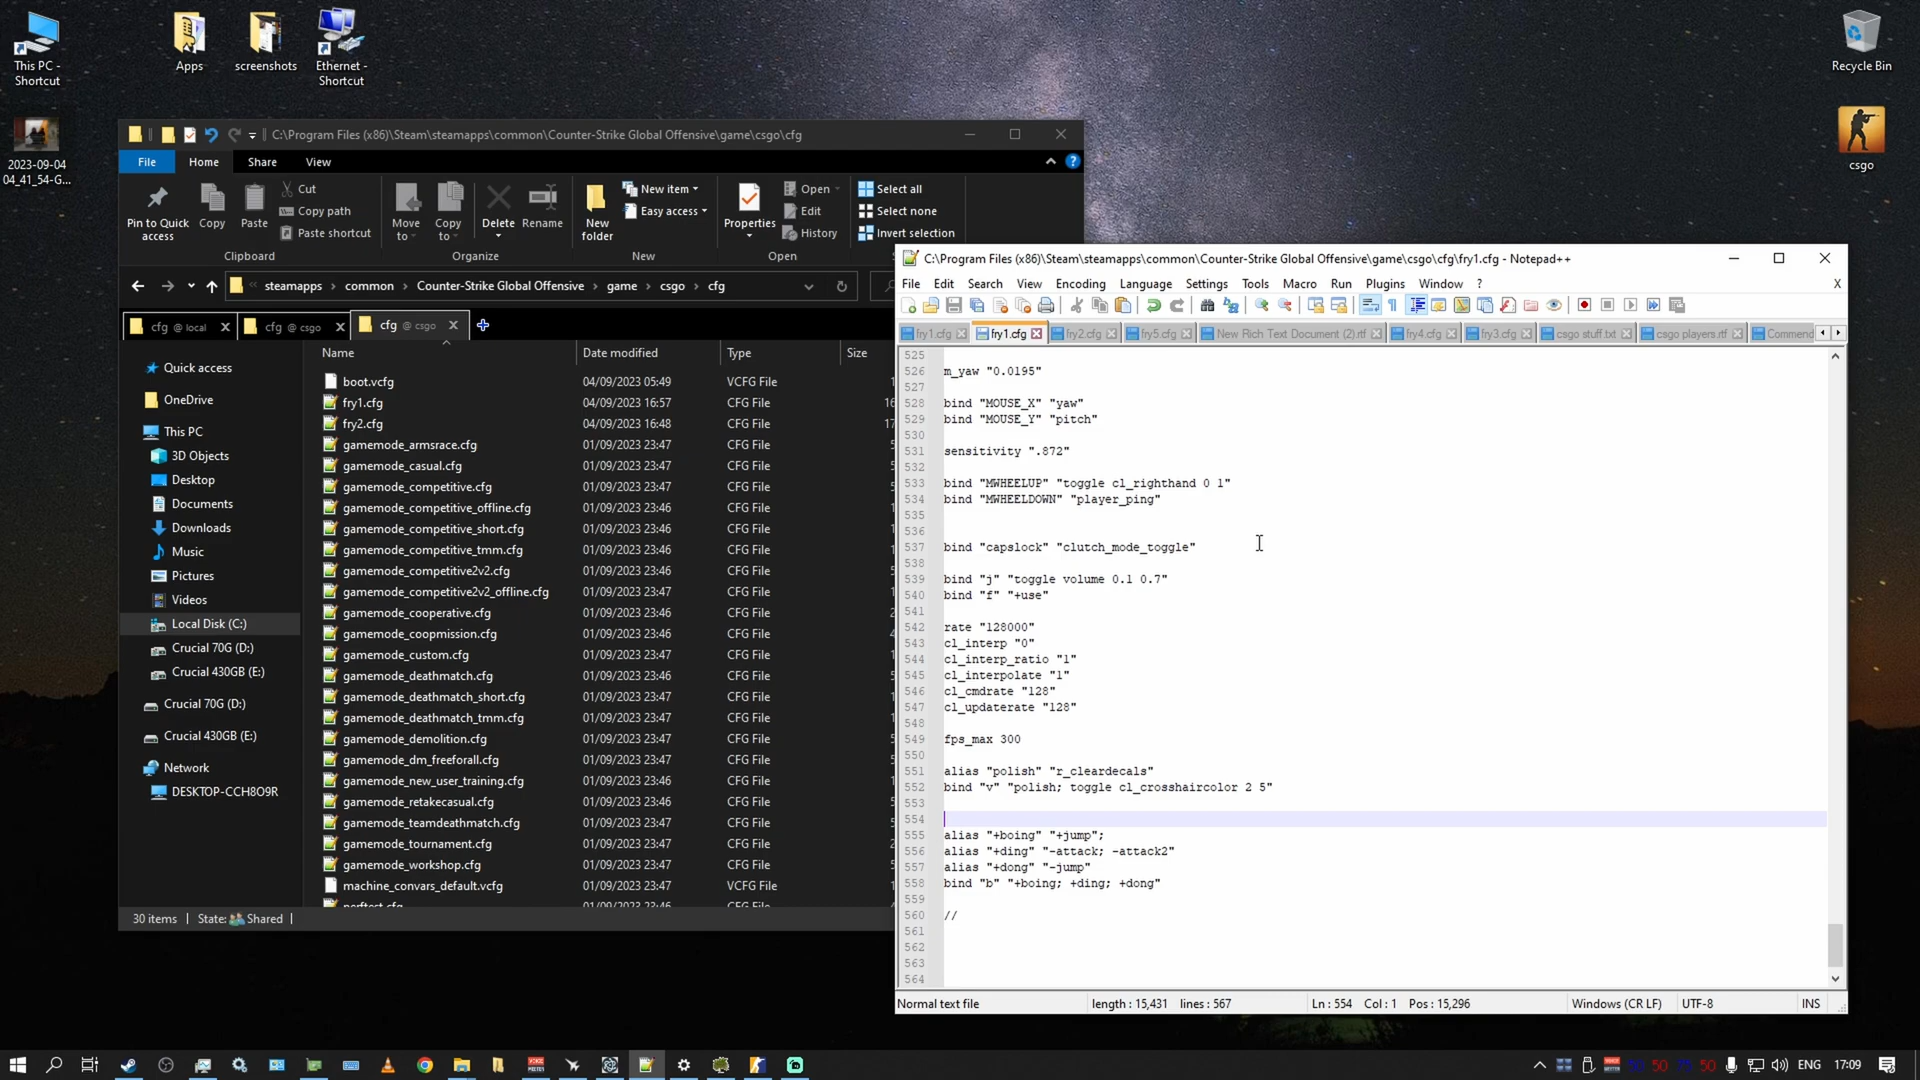 This PC - Shortcut
Apps
screenshots
Ethernet - Shortcut
Recycle Bin
2023-09-04
04_41_54-G...
csgo
C:\Program Files (x86)\Steam\steamapps\common\Counter-Strike Global Offensive\game\csgo\cfg
File Home Share View
Pin to Quick access
Copy
Paste
Cut
Copy path
Paste shortcut
Move to
Copy to
Delete
Rename
New folder
New item
Easy access
Properties
Open
Edit
History
Select all
Select none
Invert selection
Clipboard Organize New Open
steamapps common Counter-Strike Global Offensive game csgo cfg
cfg @ local
cfg @ csgo
cfg @ csgo
Quick access
OneDrive
This PC
3D Objects
Desktop
Documents
Downloads
Music
Pictures
Videos
Local Disk (C:)
Crucial 70G (D:)
Crucial 430GB (E:)
Crucial 70G (D:)
Crucial 430GB (E:)
Network
DESKTOP-CCH8O9R
Name Date modified Type Size
boot.vcfg 04/09/2023 05:49 VCFG File
fry1.cfg 04/09/2023 16:57 CFG File 16
fry2.cfg 04/09/2023 16:48 CFG File 17
gamemode_armsrace.cfg 01/09/2023 23:47 CFG File
gamemode_casual.cfg 01/09/2023 23:47 CFG File
gamemode_competitive.cfg 01/09/2023 23:47 CFG File
gamemode_competitive_offline.cfg 01/09/2023 23:47 CFG File
gamemode_competitive_short.cfg 01/09/2023 23:46 CFG File
gamemode_competitive_tmm.cfg 01/09/2023 23:46 CFG File
gamemode_competitive2v2.cfg 01/09/2023 23:46 CFG File
gamemode_competitive2v2_offline.cfg 01/09/2023 23:46 CFG File
gamemode_cooperative.cfg 01/09/2023 23:46 CFG File
gamemode_coopmission.cfg 01/09/2023 23:46 CFG File
gamemode_custom.cfg 01/09/2023 23:46 CFG File
gamemode_deathmatch.cfg 01/09/2023 23:47 CFG File
gamemode_deathmatch_short.cfg 01/09/2023 23:47 CFG File
gamemode_deathmatch_tmm.cfg 01/09/2023 23:47 CFG File
gamemode_demolition.cfg 01/09/2023 23:47 CFG File
gamemode_dm_freeforall.cfg 01/09/2023 23:47 CFG File
gamemode_new_user_training.cfg 01/09/2023 23:47 CFG File
gamemode_retakecasual.cfg 01/09/2023 23:47 CFG File
gamemode_teamdeathmatch.cfg 01/09/2023 23:47 CFG File
gamemode_tournament.cfg 01/09/2023 23:47 CFG File
gamemode_workshop.cfg 01/09/2023 23:47 CFG File
machine_convars_default.vcfg 01/09/2023 23:47 VCFG File
perftest.cfg 01/09/2023 23:46 CFG File
30 items State: Shared
C:\Program Files (x86)\Steam\steamapps\common\Counter-Strike Global Offensive\game\csgo\cfg\fry1.cfg - Notepad++
File Edit Search View Encoding Language Settings Tools Macro Run Plugins Window ? X
fry1.cfg fry1.cfg fry2.cfg fry5.cfg New Rich Text Document (2).rtf fry4.cfg fry3.cfg csgo stuff.txt csgo players.rtf Commend
525
526 m_yaw "0.0195"
527
528 bind "MOUSE_X" "yaw"
529 bind "MOUSE_Y" "pitch"
530
531 sensitivity ".872"
532
533 bind "MWHEELUP" "toggle cl_righthand 0 1"
534 bind "MWHEELDOWN" "player_ping"
535
536
537 bind "capslock" "clutch_mode_toggle"
538
539 bind "j" "toggle volume 0.1 0.7"
540 bind "f" "+use"
541
542 rate "128000"
543 cl_interp "0"
544 cl_interp_ratio "1"
545 cl_interpolate "1"
546 cl_cmdrate "128"
547 cl_updaterate "128"
548
549 fps_max 300
550
551 alias "polish" "r_cleardecals"
552 bind "v" "polish; toggle cl_crosshaircolor 2 5"
553
554
555 alias "+boing" "+jump";
556 alias "+ding" "-attack; -attack2"
557 alias "+dong" "-jump"
558 bind "b" "+boing; +ding; +dong"
559
560 //
561
562
563
564
Normal text file length : 15,431 lines : 567 Ln : 554 Col : 1 Pos : 15,296 Windows (CR LF) UTF-8 INS
50 ENG 17:09